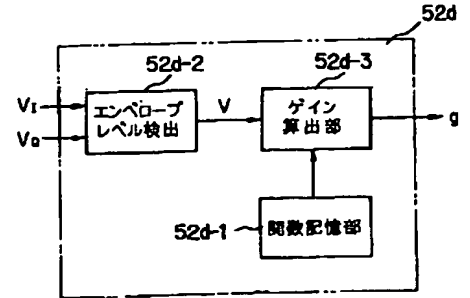 52d
52d-2
52d-3
VI
VQ
エンベロープ
レベル検出
V
ゲイン
算出部
g
52d-1
関数記憶部